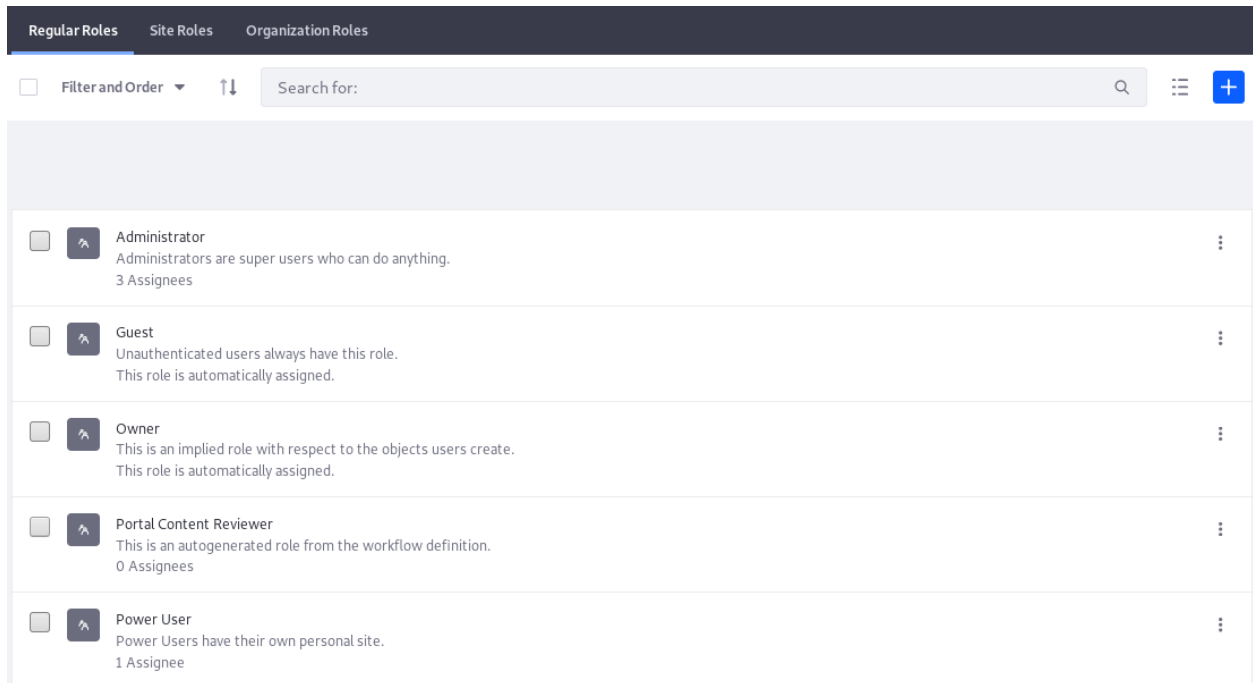 Regular Roles Site Roles Organization Roles
Filter and Order Search for:
Administrator
Administrators are super users who can do anything.
3 Assignees
Guest
Unauthenticated users always have this role.
This role is automatically assigned.
Owner
This is an implied role with respect to the objects users create.
This role is automatically assigned.
Portal Content Reviewer
This is an autogenerated role from the workflow definition.
0 Assignees
Power User
Power Users have their own personal site.
1 Assignee